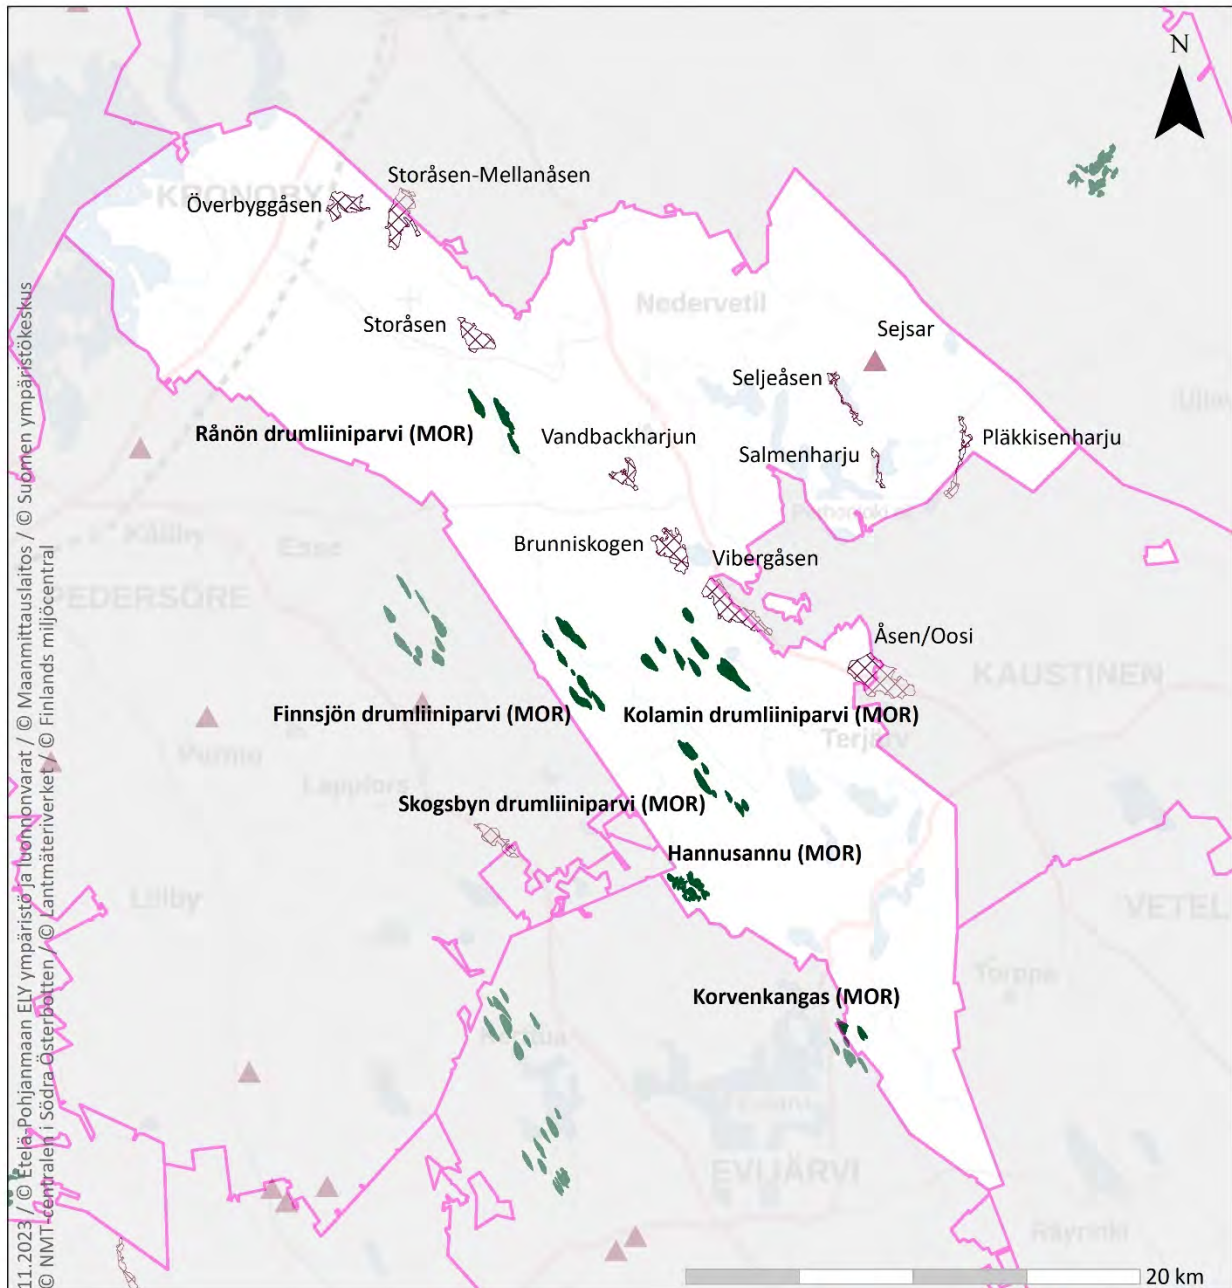 N
Storåsen-Mellanåsen
KRONOBY
Överbyggåsen
Nedervetil
Storåsen
Sejsar
Seljeåsen
Rånön drumliiniparvi (MOR)
Vandbackharjun
Pläkkisenharju
Salmenharju
Källby
Esse
Brunniskogen
Vibergåsen
PEDERSÖRE
Åsen/Oosi
KAUSTINEN
Finnsjön drumliiniparvi (MOR)
Kolamin drumliiniparvi (MOR)
Terjärv
Purmo
Lappfors
Skogsbyn drumliiniparvi (MOR)
Hannusannu (MOR)
Lillby
VETEL
Korvenkangas (MOR)
Torppa
EVIJÄRVI
Räyrinki
20 km
11.2023 / © Etelä-Pohjanmaan ELY ympäristö ja luonnonvarat / © Maanmittauslaitos / © Suomen ympäristökeskus
© NMT-centralen i Södra Österbotten / © Lantmäteriverket / © Finlands miljöcentral